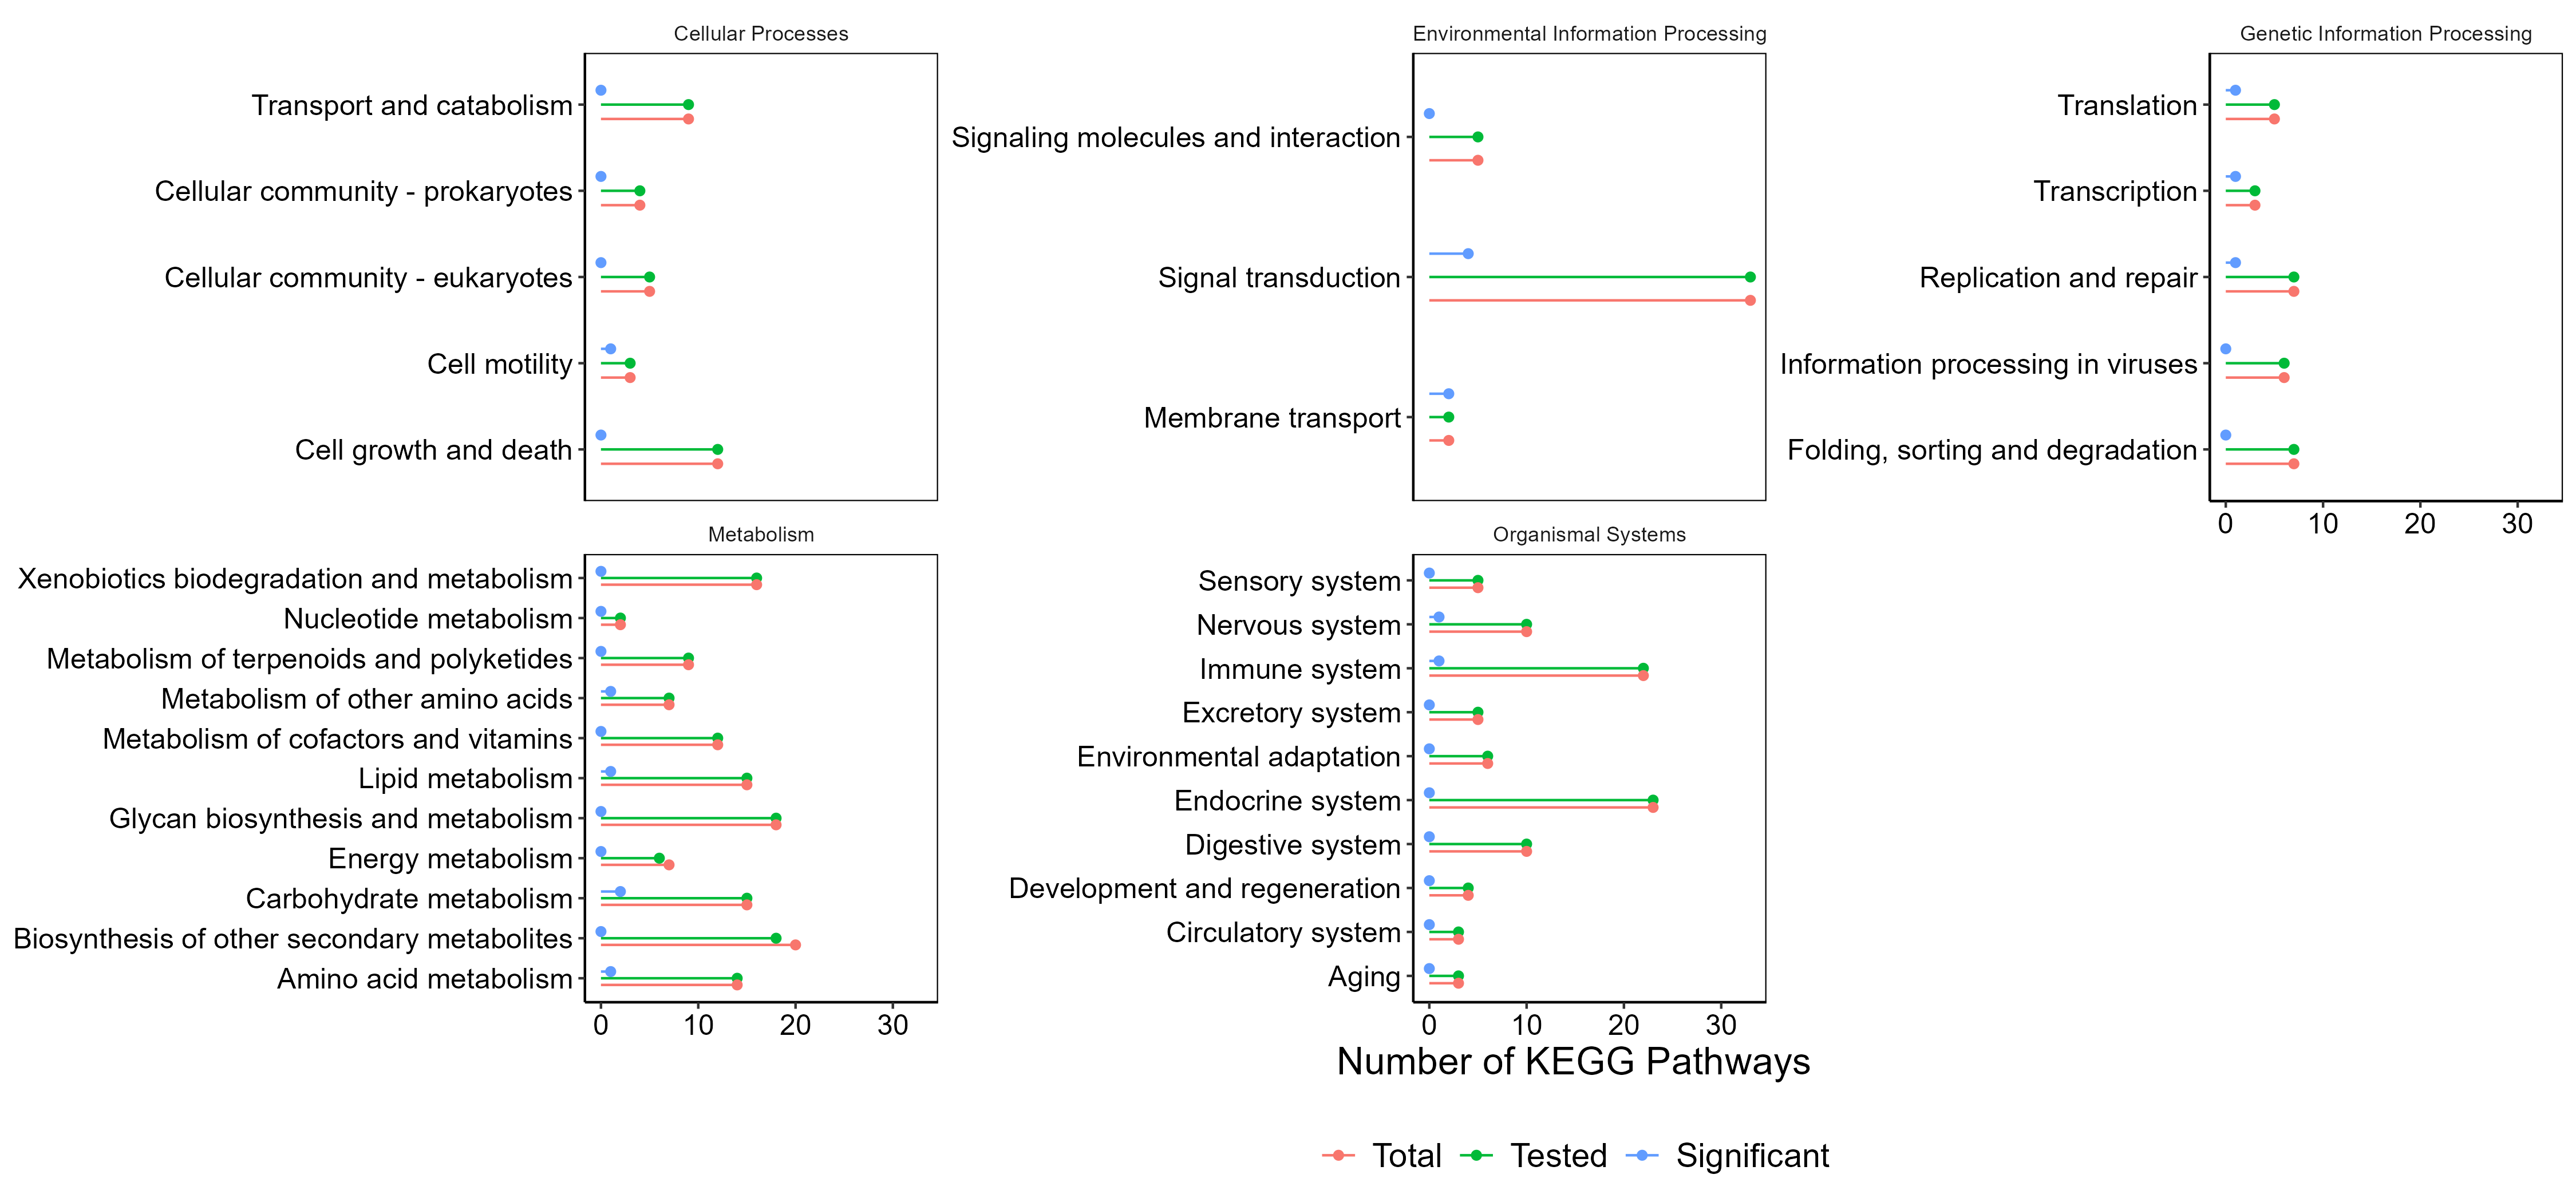 Cellular Processes
Transport and catabolism
Cellular community - prokaryotes
Cellular community - eukaryotes
Cell motility
Cell growth and death
Environmental Information Processing
Signaling molecules and interaction
Signal transduction
Membrane transport
Genetic Information Processing
Translation
Transcription
Replication and repair
Information processing in viruses
Folding, sorting and degradation
0 10 20 30
Metabolism
Xenobiotics biodegradation and metabolism
Nucleotide metabolism
Metabolism of terpenoids and polyketides
Metabolism of other amino acids
Metabolism of cofactors and vitamins
Lipid metabolism
Glycan biosynthesis and metabolism
Energy metabolism
Carbohydrate metabolism
Biosynthesis of other secondary metabolites
Amino acid metabolism
0 10 20 30
Organismal Systems
Sensory system
Nervous system
Immune system
Excretory system
Environmental adaptation
Endocrine system
Digestive system
Development and regeneration
Circulatory system
Aging
0 10 20 30
Number of KEGG Pathways
Total Tested Significant